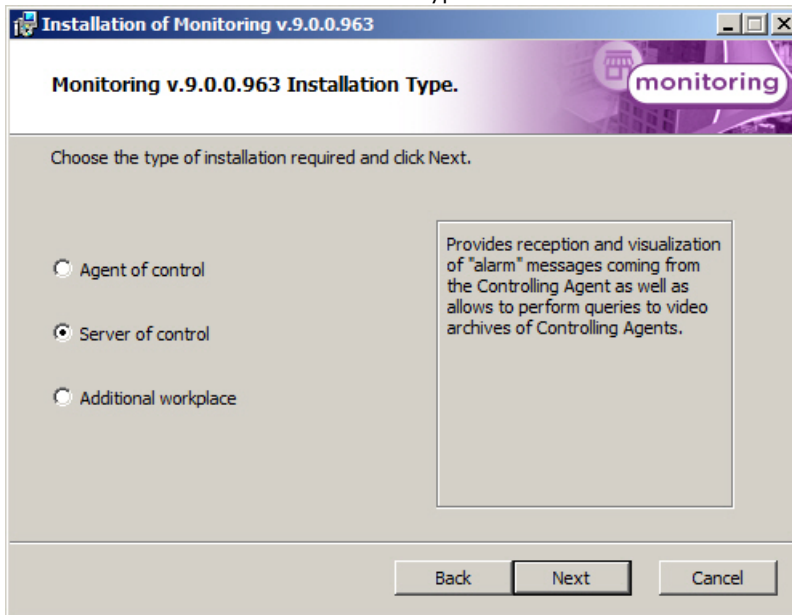 Installation of Monitoring v.9.0.0.963
Monitoring v.9.0.0.963 Installation Type.
monitoring
Choose the type of installation required and click Next.
Agent of control
Server of control
Additional workplace
Provides reception and visualization
of "alarm" messages coming from
the Controlling Agent as well as
allows to perform queries to video
archives of Controlling Agents.
Back
Next
Cancel